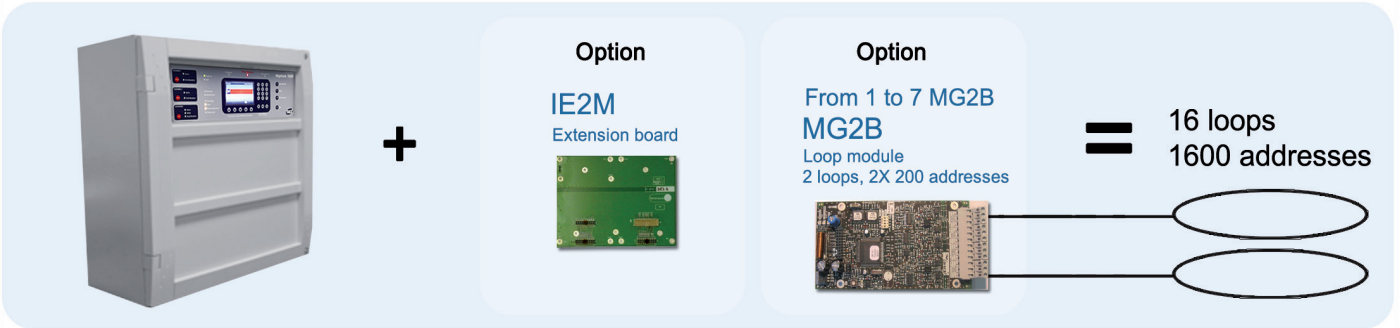 Option
IE2M
Extension board
Option
From 1 to 7 MG2B
MG2B
Loop module
2 loops, 2X 200 addresses
+
=
16 loops
1600 addresses